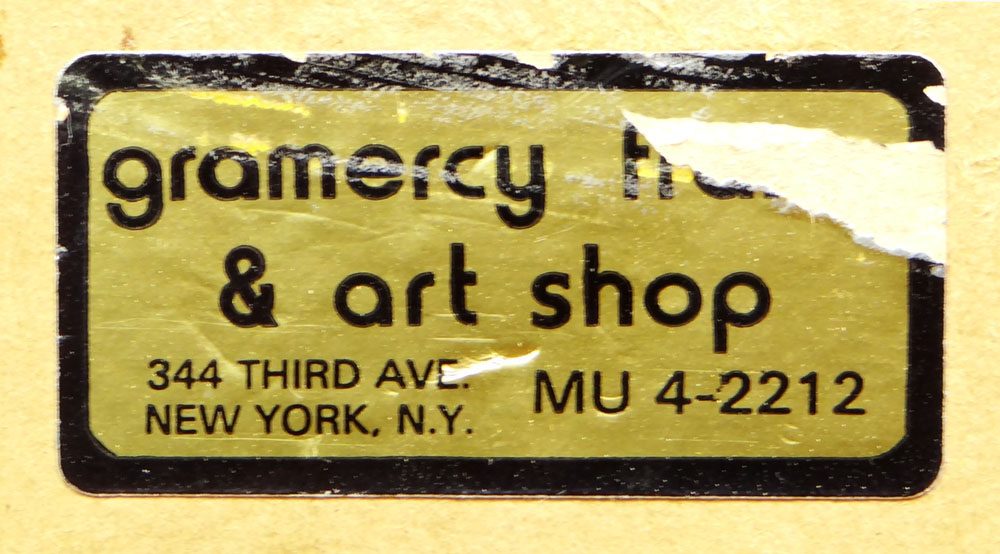 gramercy
& art shop
344 THIRD AVE.
NEW YORK, N.Y.
MU 4-2212